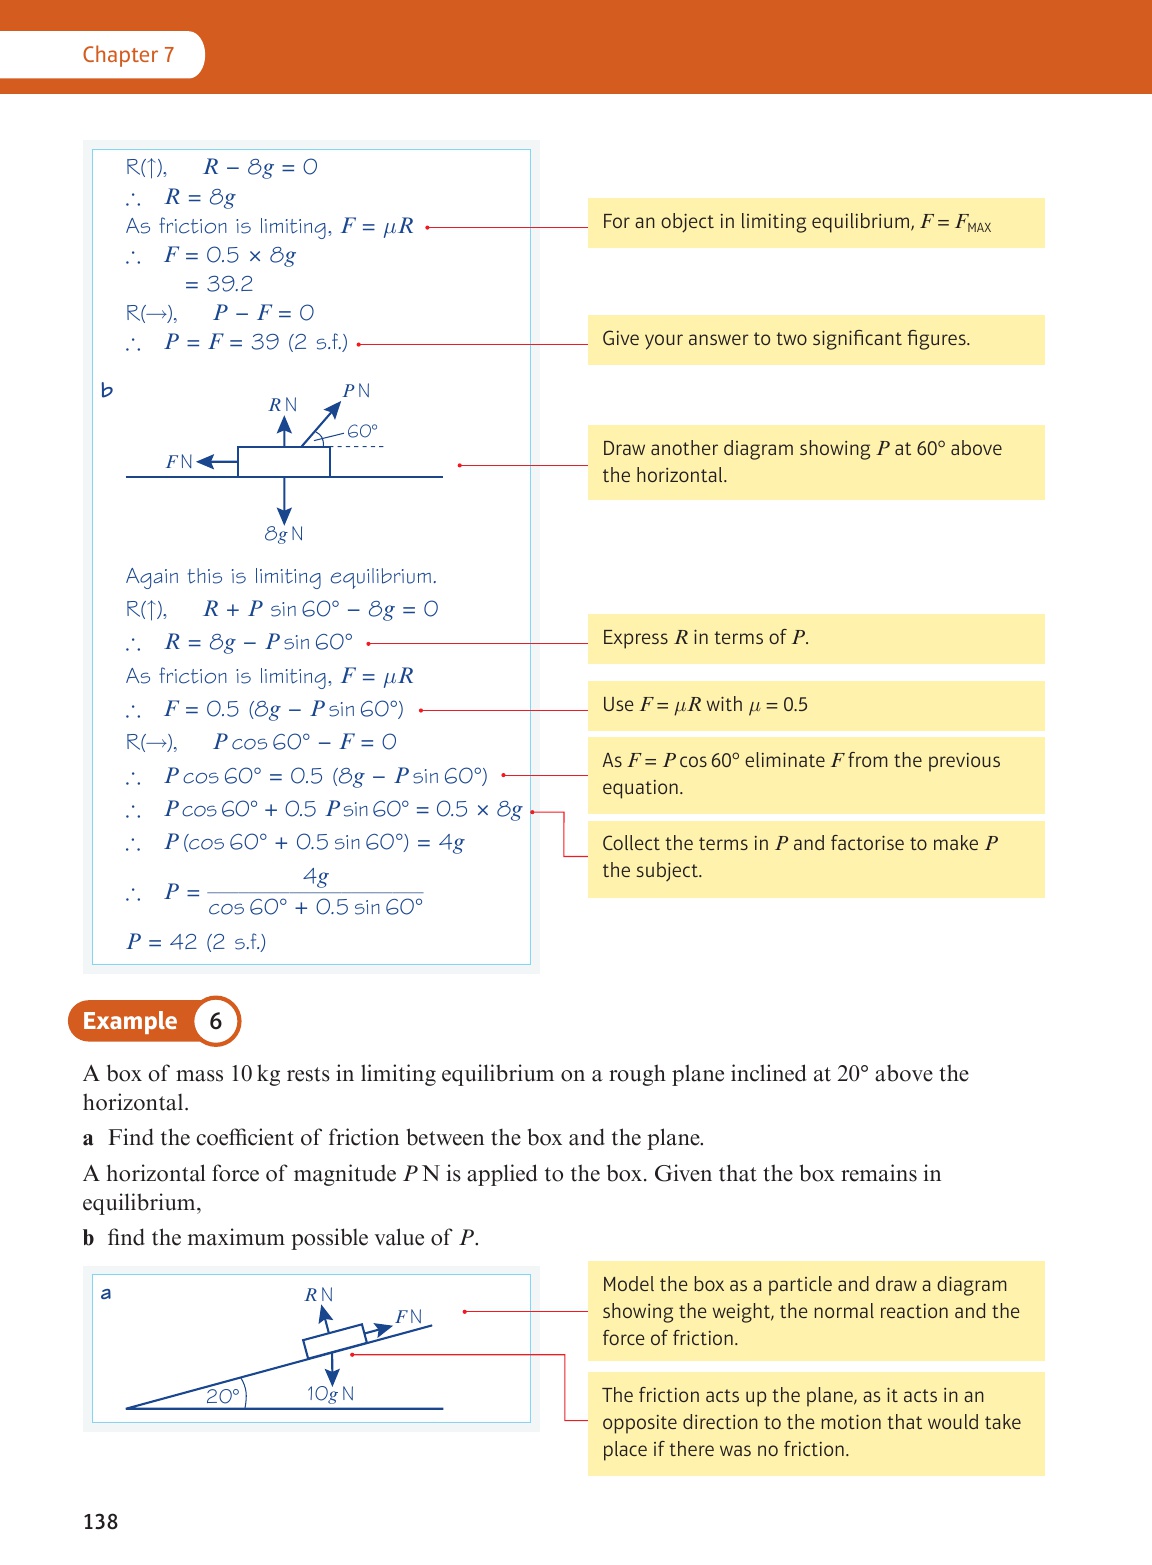 Chapter 7
R(↑), R − 8g = 0
∴ R = 8g
As friction is limiting, F = μR
For an object in limiting equilibrium, F = F_MAX
∴ F = 0.5 × 8g
= 39.2
R(→), P − F = 0
∴ P = F = 39 (2 s.f.)
Give your answer to two significant figures.
b
P N
R N
60°
F N
8g N
Draw another diagram showing P at 60° above
the horizontal.
Again this is limiting equilibrium.
R(↑), R + P sin 60° − 8g = 0
∴ R = 8g − P sin 60°
Express R in terms of P.
As friction is limiting, F = μR
∴ F = 0.5 (8g − P sin 60°)
Use F = μR with μ = 0.5
R(→), P cos 60° − F = 0
∴ P cos 60° = 0.5 (8g − P sin 60°)
As F = P cos 60° eliminate F from the previous
equation.
∴ P cos 60° + 0.5 P sin 60° = 0.5 × 8g
∴ P (cos 60° + 0.5 sin 60°) = 4g
Collect the terms in P and factorise to make P
the subject.
4g
∴ P =
cos 60° + 0.5 sin 60°
P = 42 (2 s.f.)
Example 6
A box of mass 10 kg rests in limiting equilibrium on a rough plane inclined at 20° above the
horizontal.
a Find the coefficient of friction between the box and the plane.
A horizontal force of magnitude P N is applied to the box. Given that the box remains in
equilibrium,
b find the maximum possible value of P.
a
R N
F N
20°
10g N
Model the box as a particle and draw a diagram
showing the weight, the normal reaction and the
force of friction.
The friction acts up the plane, as it acts in an
opposite direction to the motion that would take
place if there was no friction.
138